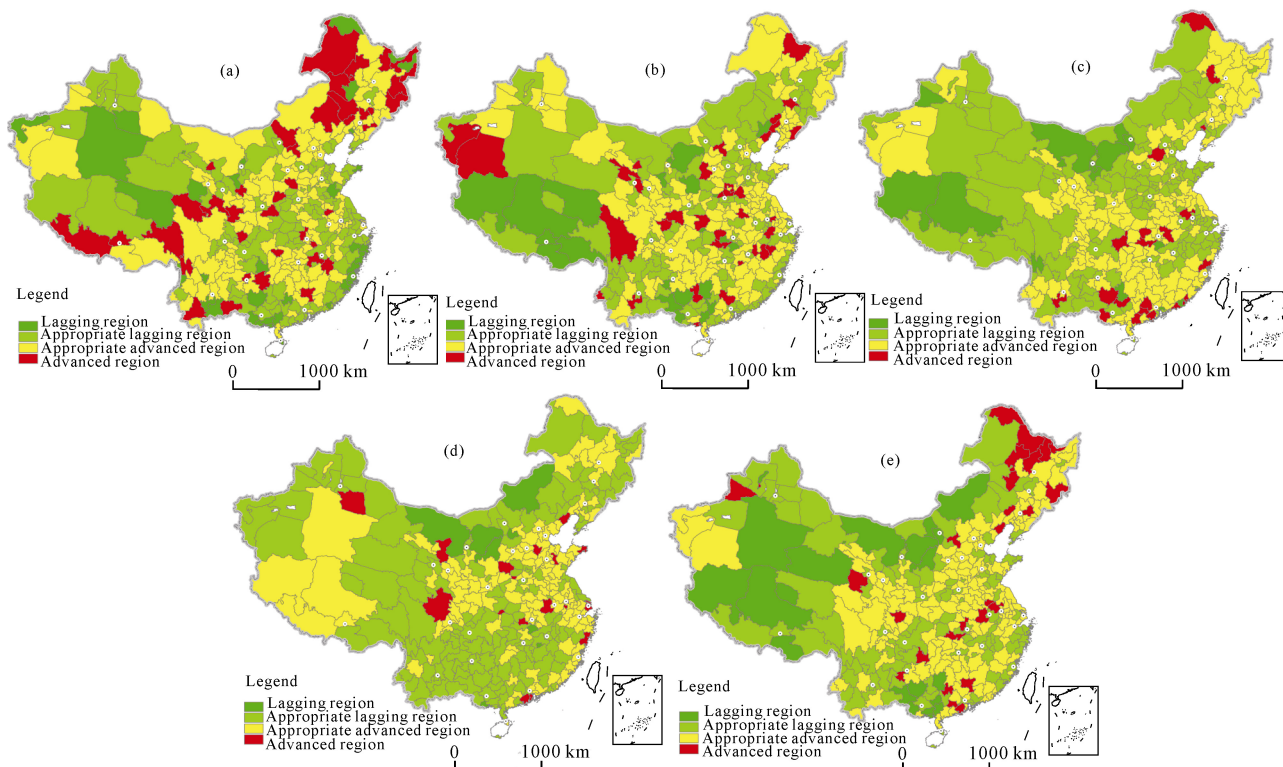 (a)
(b)
(c)
Legend
Lagging region
Appropriate lagging region
Appropriate advanced region
Advanced region
0 1000 km
Legend
Lagging region
Appropriate lagging region
Appropriate advanced region
Advanced region
0 1000 km
Legend
Lagging region
Appropriate lagging region
Appropriate advanced region
Advanced region
0 1000 km
(d)
(e)
Legend
Lagging region
Appropriate lagging region
Appropriate advanced region
Advanced region
0 1000 km
Legend
Lagging region
Appropriate lagging region
Appropriate advanced region
Advanced region
0 1000 km